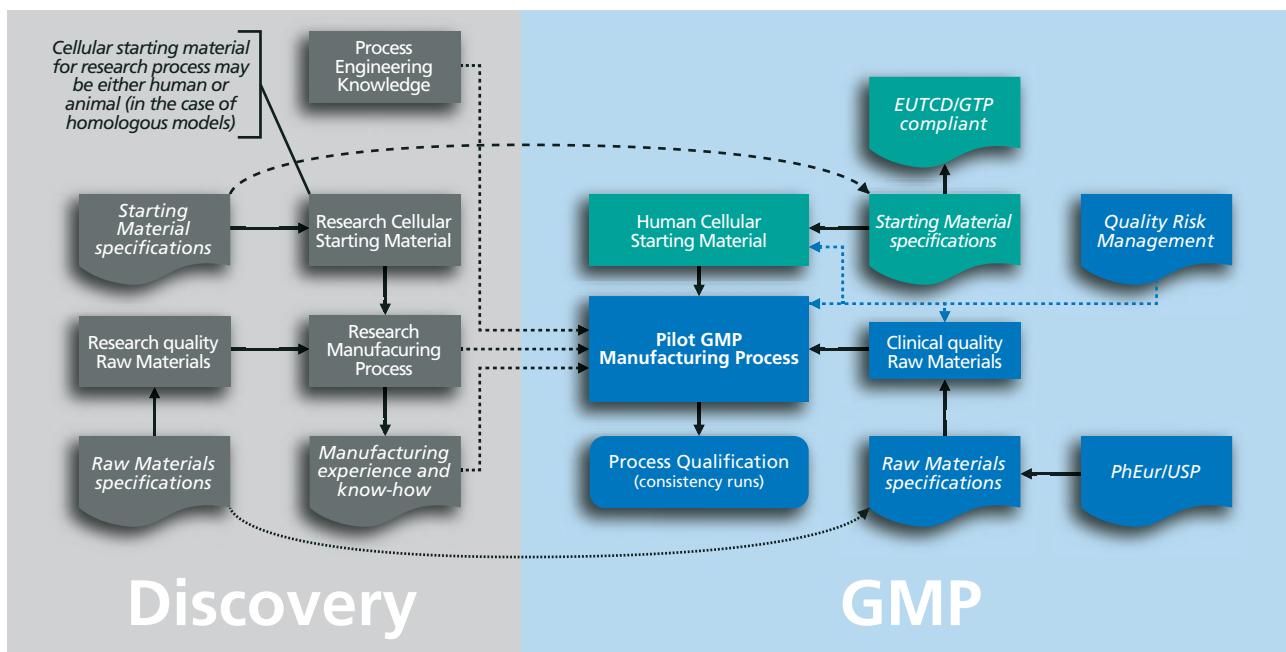 Cellular starting material
for research process may
be either human or
animal (in the case of
homologous models)
Process
Engineering
Knowledge
EUTCD/GTP
compliant
Starting
Material
specifications
Research Cellular
Starting Material
Human Cellular
Starting Material
Starting Material
specifications
Quality Risk
Management
Research quality
Raw Materials
Research
Manufacuring
Process
Pilot GMP
Manufacturing Process
Clinical quality
Raw Materials
Raw Materials
specifications
Manufacturing
experience and
know-how
Process Qualification
(consistency runs)
Raw Materials
specifications
PhEur/USP
Discovery
GMP